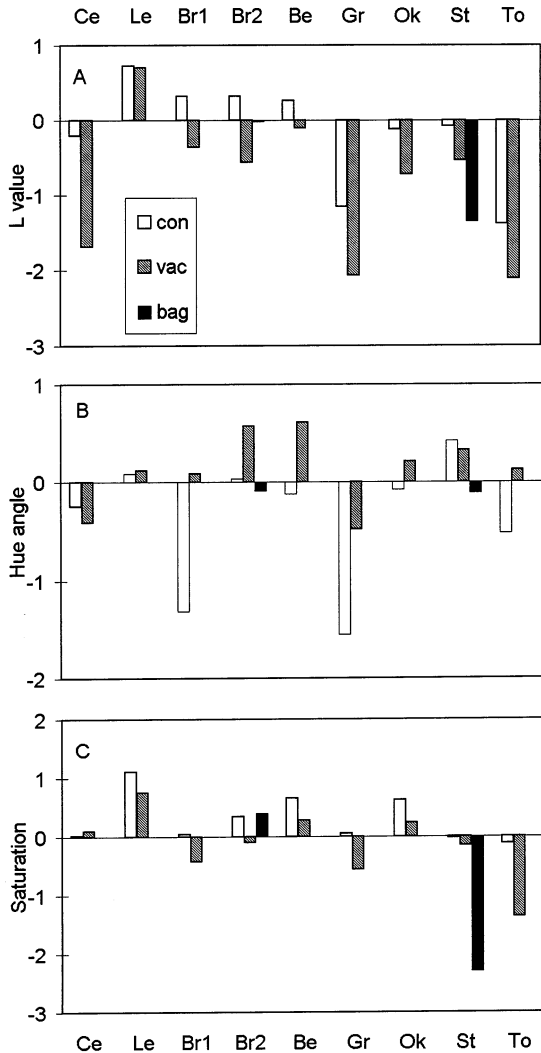 Ce Le Br1 Br2 Be Gr Ok St To
A
1
0
-1
-2
-3
L value
con
vac
bag
B
1
0
-1
-2
Hue angle
C
2
1
0
-1
-2
-3
Saturation
Ce Le Br1 Br2 Be Gr Ok St To